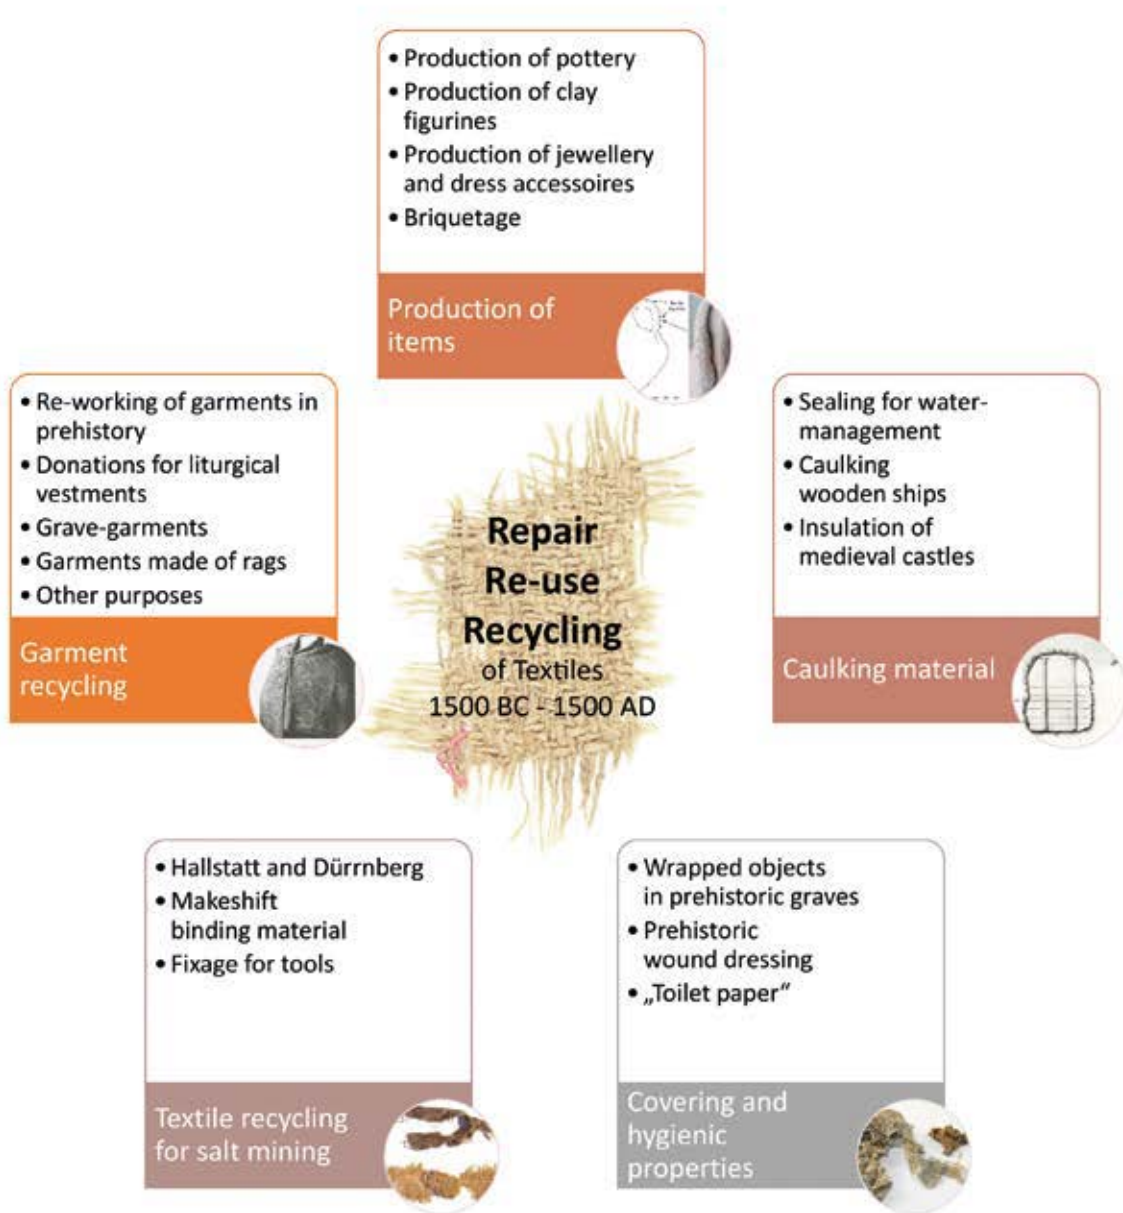 • Production of pottery
• Production of clay
figurines
• Production of jewellery
and dress accessoires
• Briquetage
Production of
items
• Re-working of garments in
prehistory
• Donations for liturgical
vestments
• Grave-garments
• Garments made of rags
• Other purposes
Garment
recycling
Repair
Re-use
Recycling
of Textiles
1500 BC - 1500 AD
• Sealing for water-
management
• Caulking
wooden ships
• Insulation of
medieval castles
Caulking material
• Hallstatt and Dürrnberg
• Makeshift
binding material
• Fixage for tools
Textile recycling
for salt mining
• Wrapped objects
in prehistoric graves
• Prehistoric
wound dressing
• „Toilet paper“
Covering and
hygienic
properties